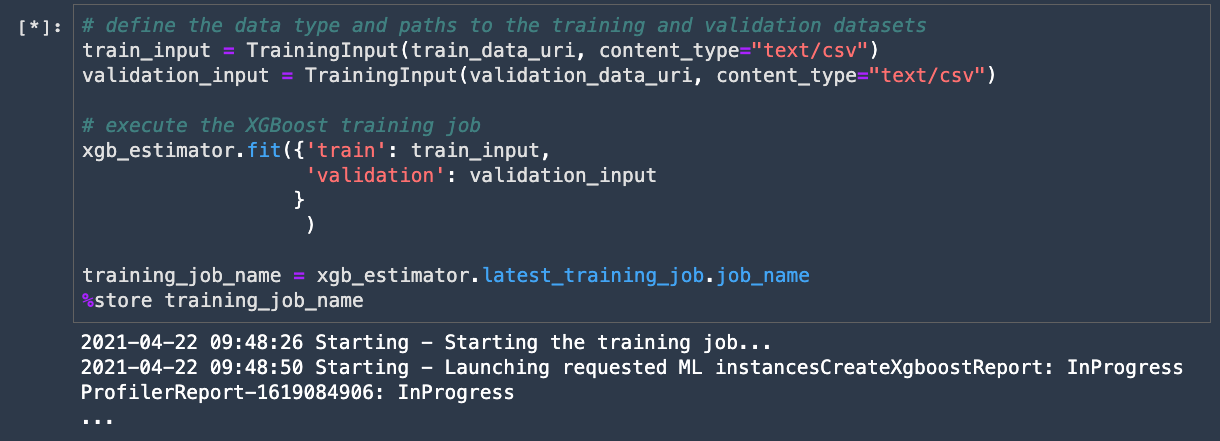 [*]: # define the data type and paths to the training and validation datasets
train_input = TrainingInput(train_data_uri, content_type="text/csv")
validation_input = TrainingInput(validation_data_uri, content_type="text/csv")
# execute the XGBoost training job
xgb_estimator.fit({'train': train_input,
'validation': validation_input
}
)
training_job_name = xgb_estimator.latest_training_job.job_name
%store training_job_name
2021-04-22 09:48:26 Starting - Starting the training job...
2021-04-22 09:48:50 Starting - Launching requested ML instancesCreateXgboostReport: InProgress
ProfilerReport-1619084906: InProgress
...